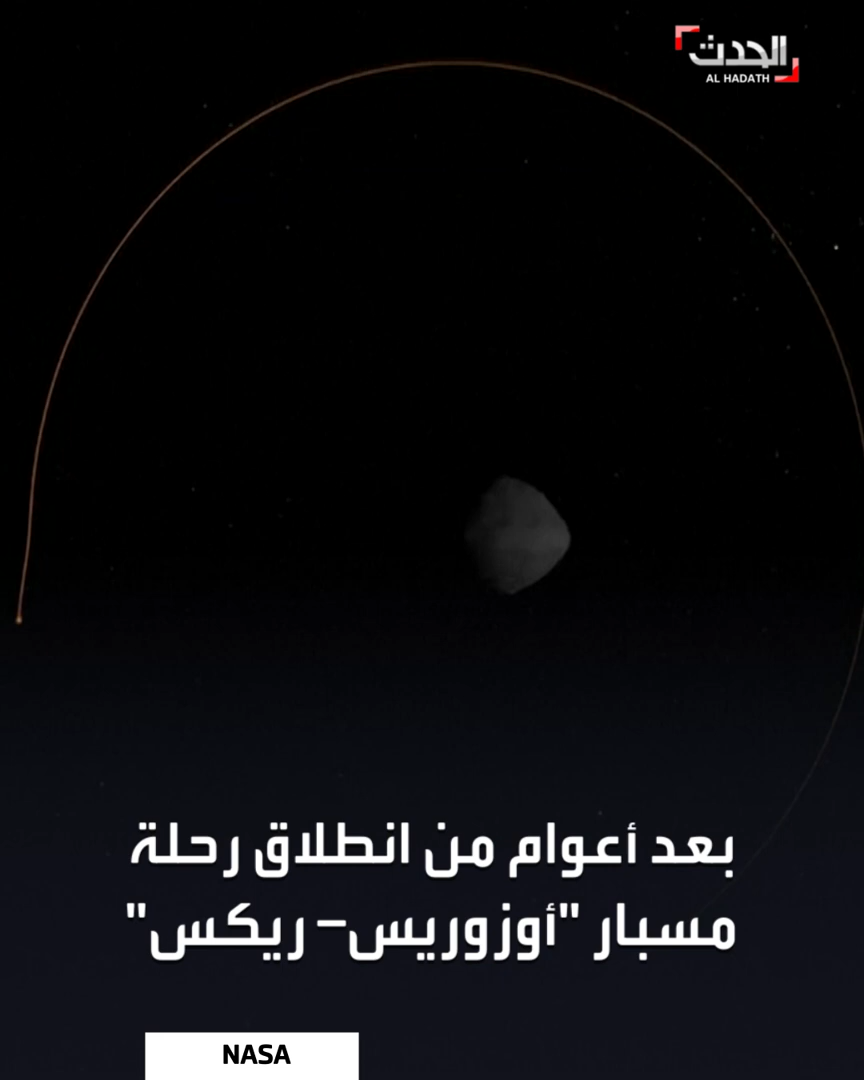 الحدث
AL HADATH
بعد أعوام من انطلاق رحلة
مسبار "أوزوريس- ريكس"
NASA